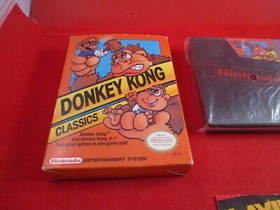 DONKEY KONG
CLASSICS
Donkey Kong
and Donkey Kong Jr.
Two great games in one game pak!
Nintendo ENTERTAINMENT SYSTEM
Nintendo